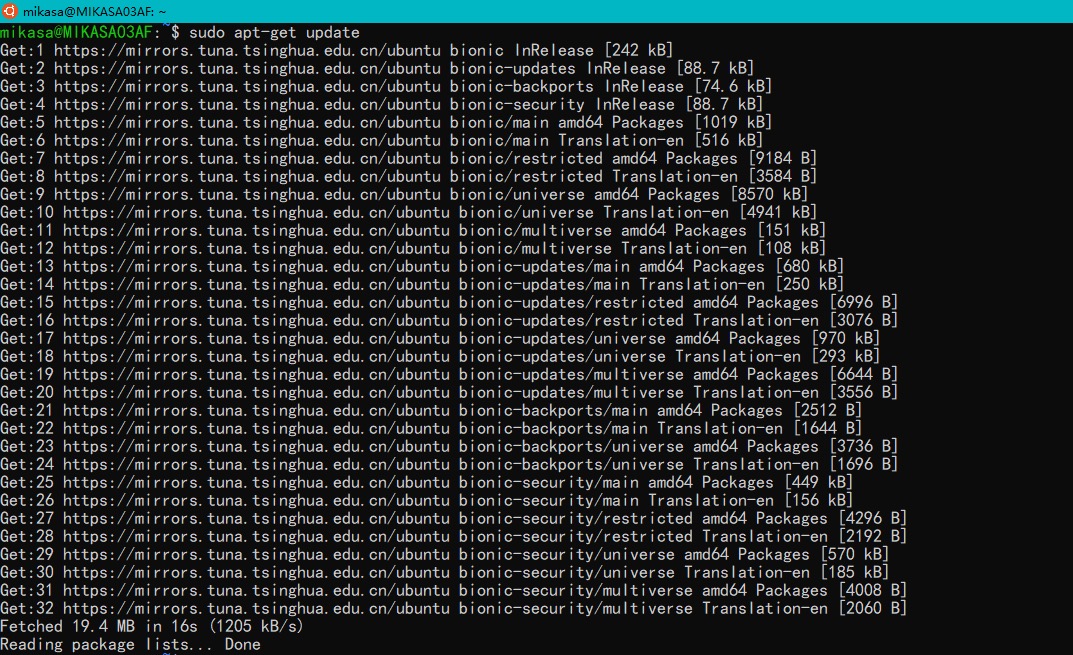 mikasa@MIKASA03AF: ~
mikasa@MIKASA03AF:~$ sudo apt-get update
Get:1 https://mirrors.tuna.tsinghua.edu.cn/ubuntu bionic InRelease [242 kB]
Get:2 https://mirrors.tuna.tsinghua.edu.cn/ubuntu bionic-updates InRelease [88.7 kB]
Get:3 https://mirrors.tuna.tsinghua.edu.cn/ubuntu bionic-backports InRelease [74.6 kB]
Get:4 https://mirrors.tuna.tsinghua.edu.cn/ubuntu bionic-security InRelease [88.7 kB]
Get:5 https://mirrors.tuna.tsinghua.edu.cn/ubuntu bionic/main amd64 Packages [1019 kB]
Get:6 https://mirrors.tuna.tsinghua.edu.cn/ubuntu bionic/main Translation-en [516 kB]
Get:7 https://mirrors.tuna.tsinghua.edu.cn/ubuntu bionic/restricted amd64 Packages [9184 B]
Get:8 https://mirrors.tuna.tsinghua.edu.cn/ubuntu bionic/restricted Translation-en [3584 B]
Get:9 https://mirrors.tuna.tsinghua.edu.cn/ubuntu bionic/universe amd64 Packages [8570 kB]
Get:10 https://mirrors.tuna.tsinghua.edu.cn/ubuntu bionic/universe Translation-en [4941 kB]
Get:11 https://mirrors.tuna.tsinghua.edu.cn/ubuntu bionic/multiverse amd64 Packages [151 kB]
Get:12 https://mirrors.tuna.tsinghua.edu.cn/ubuntu bionic/multiverse Translation-en [108 kB]
Get:13 https://mirrors.tuna.tsinghua.edu.cn/ubuntu bionic-updates/main amd64 Packages [680 kB]
Get:14 https://mirrors.tuna.tsinghua.edu.cn/ubuntu bionic-updates/main Translation-en [250 kB]
Get:15 https://mirrors.tuna.tsinghua.edu.cn/ubuntu bionic-updates/restricted amd64 Packages [6996 B]
Get:16 https://mirrors.tuna.tsinghua.edu.cn/ubuntu bionic-updates/restricted Translation-en [3076 B]
Get:17 https://mirrors.tuna.tsinghua.edu.cn/ubuntu bionic-updates/universe amd64 Packages [970 kB]
Get:18 https://mirrors.tuna.tsinghua.edu.cn/ubuntu bionic-updates/universe Translation-en [293 kB]
Get:19 https://mirrors.tuna.tsinghua.edu.cn/ubuntu bionic-updates/multiverse amd64 Packages [6644 B]
Get:20 https://mirrors.tuna.tsinghua.edu.cn/ubuntu bionic-updates/multiverse Translation-en [3556 B]
Get:21 https://mirrors.tuna.tsinghua.edu.cn/ubuntu bionic-backports/main amd64 Packages [2512 B]
Get:22 https://mirrors.tuna.tsinghua.edu.cn/ubuntu bionic-backports/main Translation-en [1644 B]
Get:23 https://mirrors.tuna.tsinghua.edu.cn/ubuntu bionic-backports/universe amd64 Packages [3736 B]
Get:24 https://mirrors.tuna.tsinghua.edu.cn/ubuntu bionic-backports/universe Translation-en [1696 B]
Get:25 https://mirrors.tuna.tsinghua.edu.cn/ubuntu bionic-security/main amd64 Packages [449 kB]
Get:26 https://mirrors.tuna.tsinghua.edu.cn/ubuntu bionic-security/main Translation-en [156 kB]
Get:27 https://mirrors.tuna.tsinghua.edu.cn/ubuntu bionic-security/restricted amd64 Packages [4296 B]
Get:28 https://mirrors.tuna.tsinghua.edu.cn/ubuntu bionic-security/restricted Translation-en [2192 B]
Get:29 https://mirrors.tuna.tsinghua.edu.cn/ubuntu bionic-security/universe amd64 Packages [570 kB]
Get:30 https://mirrors.tuna.tsinghua.edu.cn/ubuntu bionic-security/universe Translation-en [185 kB]
Get:31 https://mirrors.tuna.tsinghua.edu.cn/ubuntu bionic-security/multiverse amd64 Packages [4008 B]
Get:32 https://mirrors.tuna.tsinghua.edu.cn/ubuntu bionic-security/multiverse Translation-en [2060 B]
Fetched 19.4 MB in 16s (1205 kB/s)
Reading package lists... Done